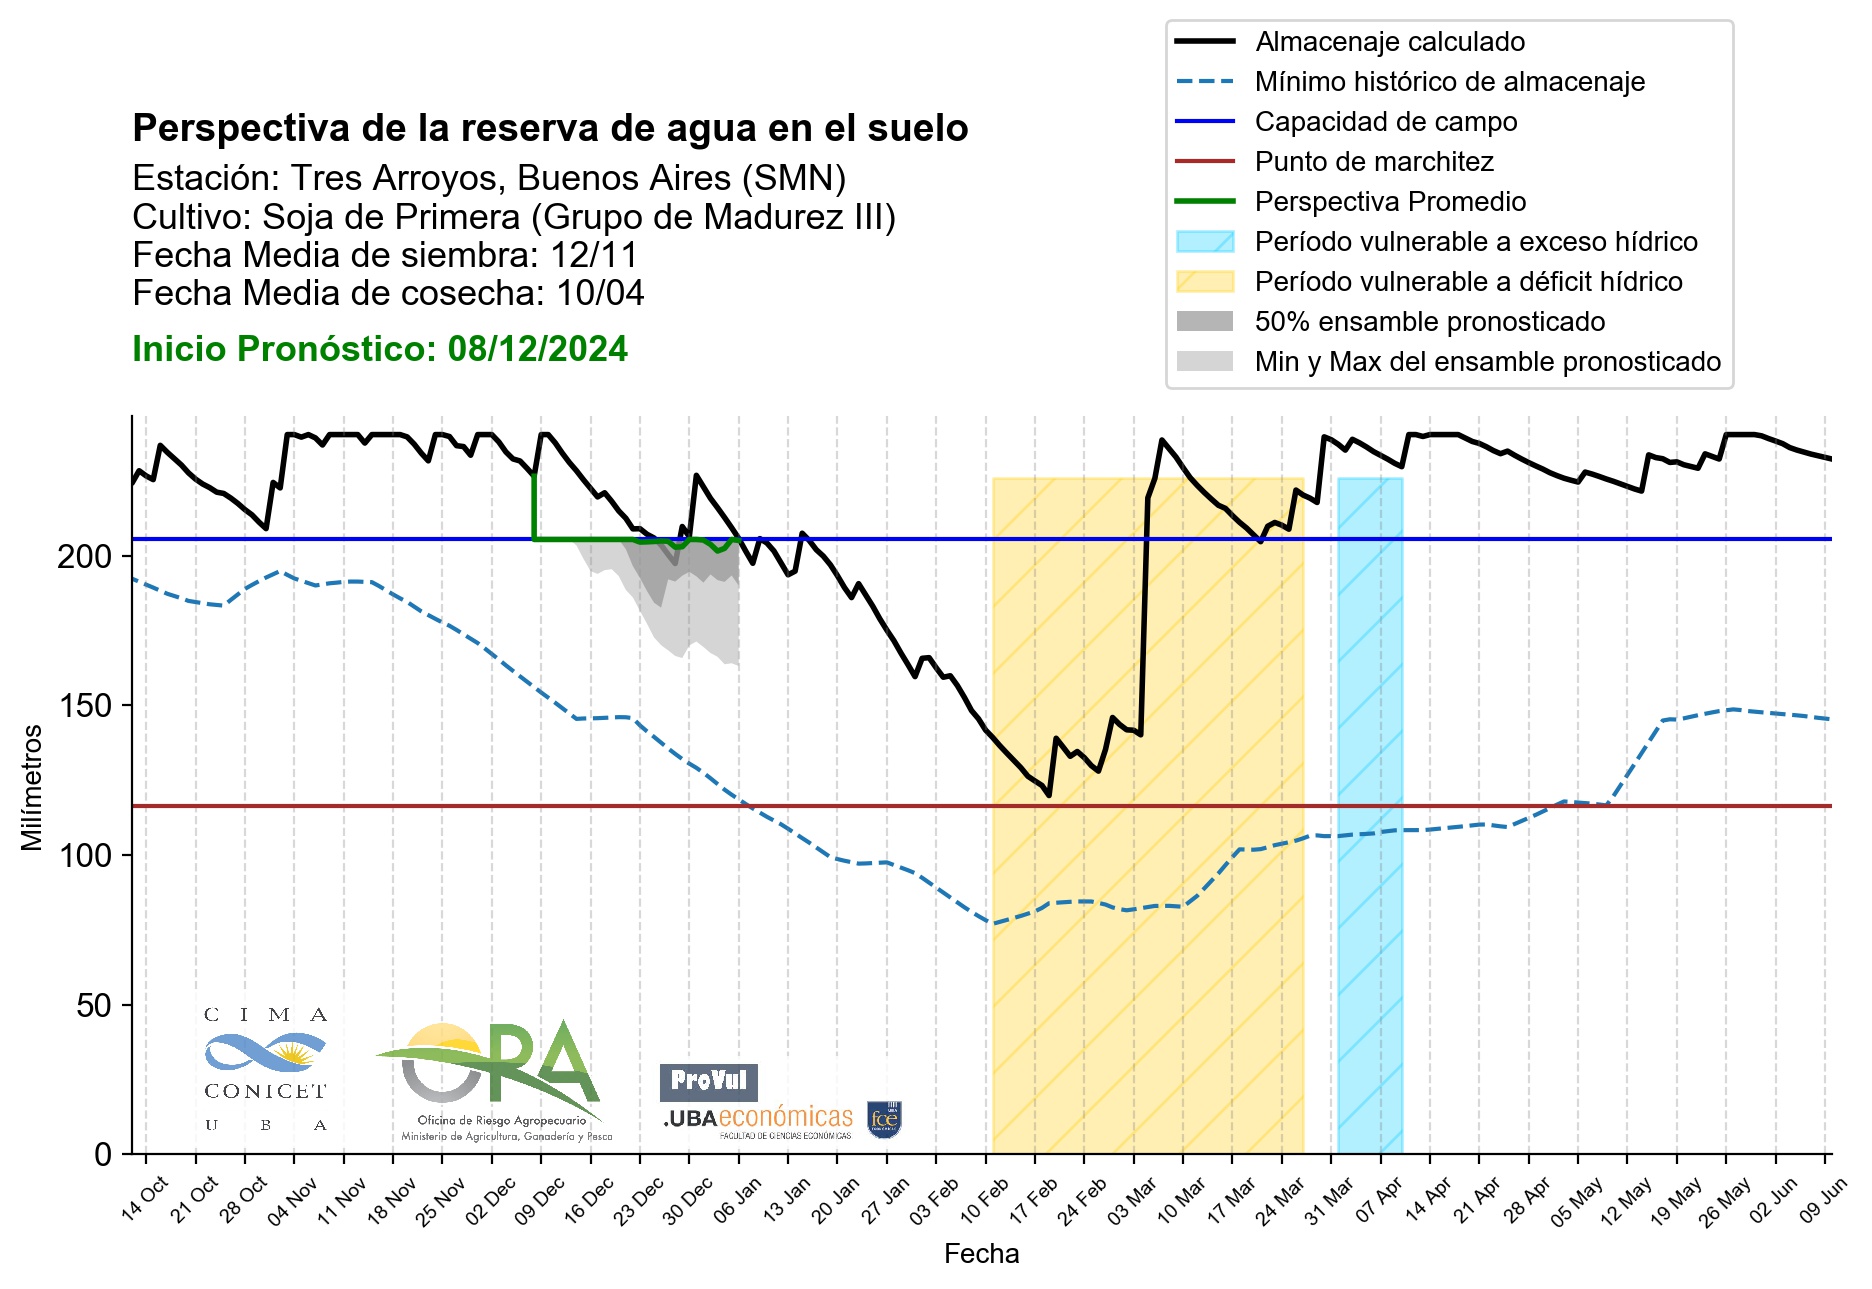 Almacenaje calculado
Mínimo histórico de almacenaje
Capacidad de campo
Punto de marchitez
Perspectiva Promedio
Período vulnerable a exceso hídrico
Período vulnerable a déficit hídrico
50% ensamble pronosticado
Min y Max del ensamble pronosticado
Perspectiva de la reserva de agua en el suelo
Estación: Tres Arroyos, Buenos Aires (SMN)
Cultivo: Soja de Primera (Grupo de Madurez III)
Fecha Media de siembra: 12/11
Fecha Media de cosecha: 10/04
Inicio Pronóstico: 08/12/2024
200
150
100
50
0
Milímetros
C I M A
CONICET
U B A
ORA
Oficina de Riesgo Agropecuario
Ministerio de Agricultura, Ganadería y Pesca
ProVul
.UBAeconómicas
FACULTAD DE CIENCIAS ECONÓMICAS
UBA
fce
14 Oct
21 Oct
28 Oct
04 Nov
11 Nov
18 Nov
25 Nov
02 Dec
09 Dec
16 Dec
23 Dec
30 Dec
06 Jan
13 Jan
20 Jan
27 Jan
03 Feb
10 Feb
17 Feb
24 Feb
03 Mar
10 Mar
17 Mar
24 Mar
31 Mar
07 Apr
14 Apr
21 Apr
28 Apr
05 May
12 May
19 May
26 May
02 Jun
09 Jun
Fecha